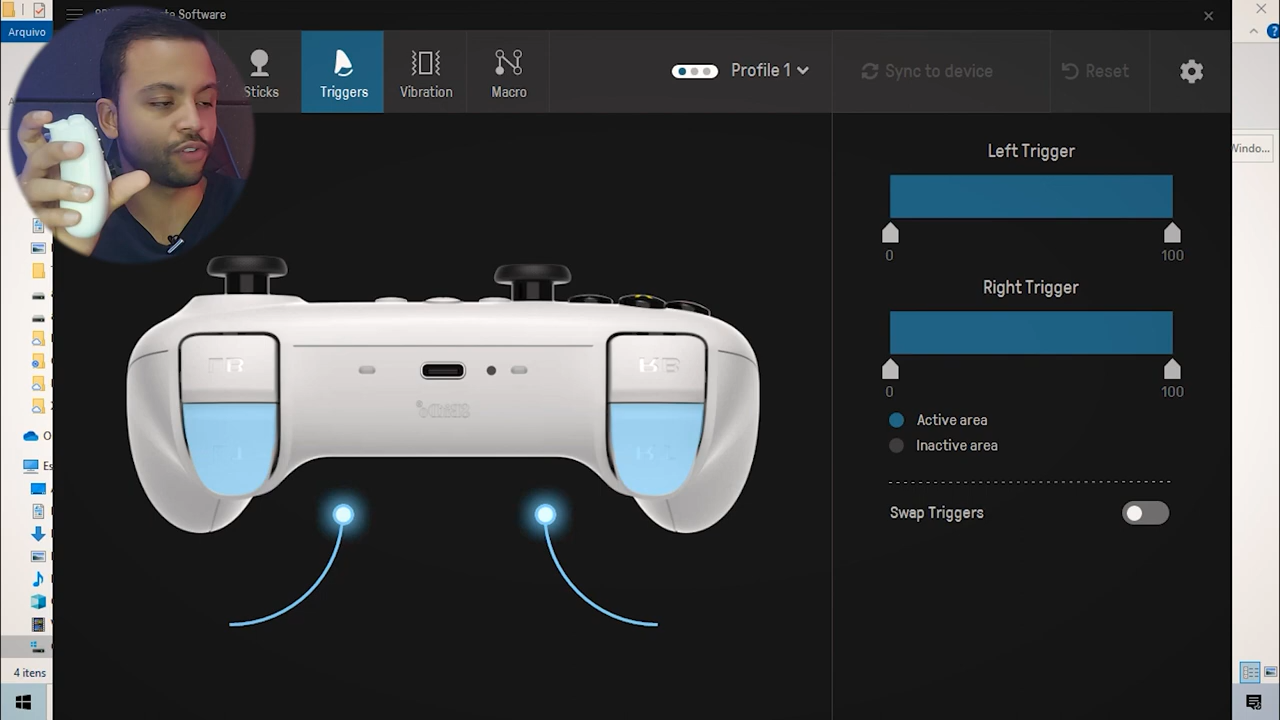 Software
Arquivo
Sticks
Triggers
Vibration
Macro
Profile 1
Sync to device
Reset
Windo...
Left Trigger
0
100
Right Trigger
0
100
Active area
Inactive area
Swap Triggers
4 itens